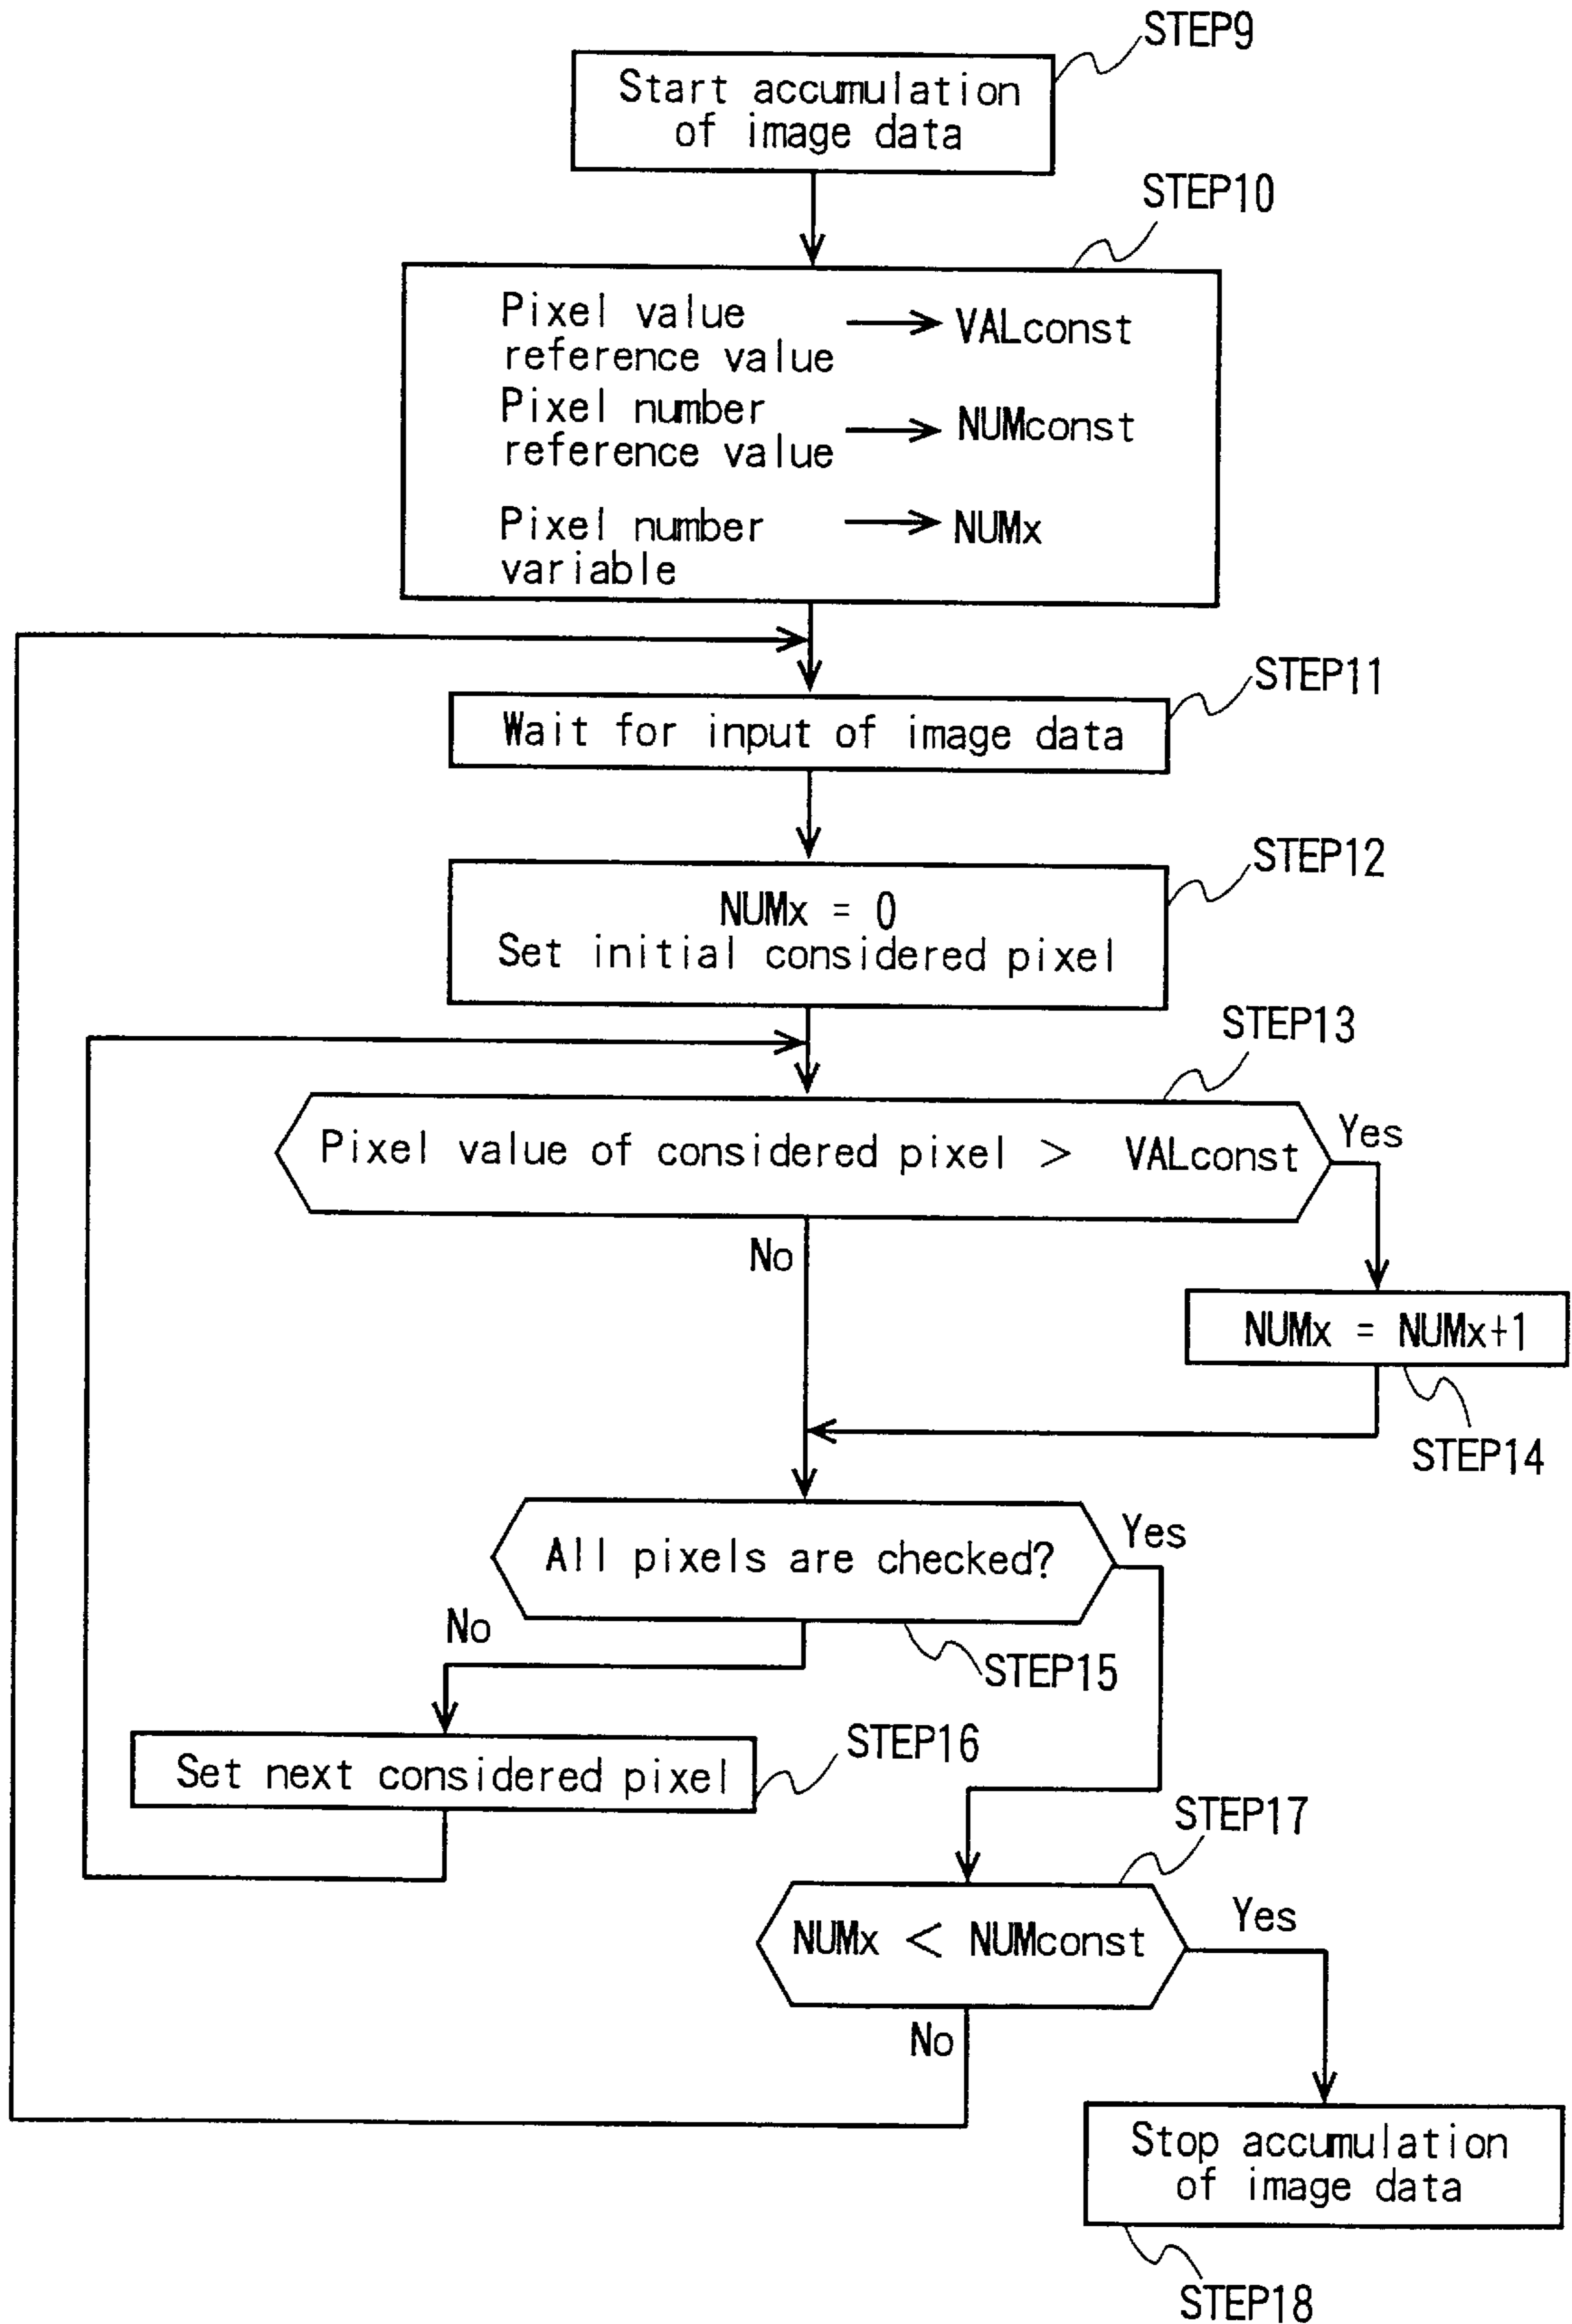 STEP9
Start accumulation
of image data
STEP10
Pixel value
reference value
VALconst
Pixel number
reference value
NUMconst
Pixel number
variable
NUMx
STEP11
Wait for input of image data
STEP12
NUMx = 0
Set initial considered pixel
STEP13
Pixel value of considered pixel > VALconst
Yes
No
NUMx = NUMx+1
STEP14
All pixels are checked?
Yes
No
STEP15
STEP16
Set next considered pixel
STEP17
NUMx < NUMconst
Yes
No
Stop accumulation
of image data
STEP18